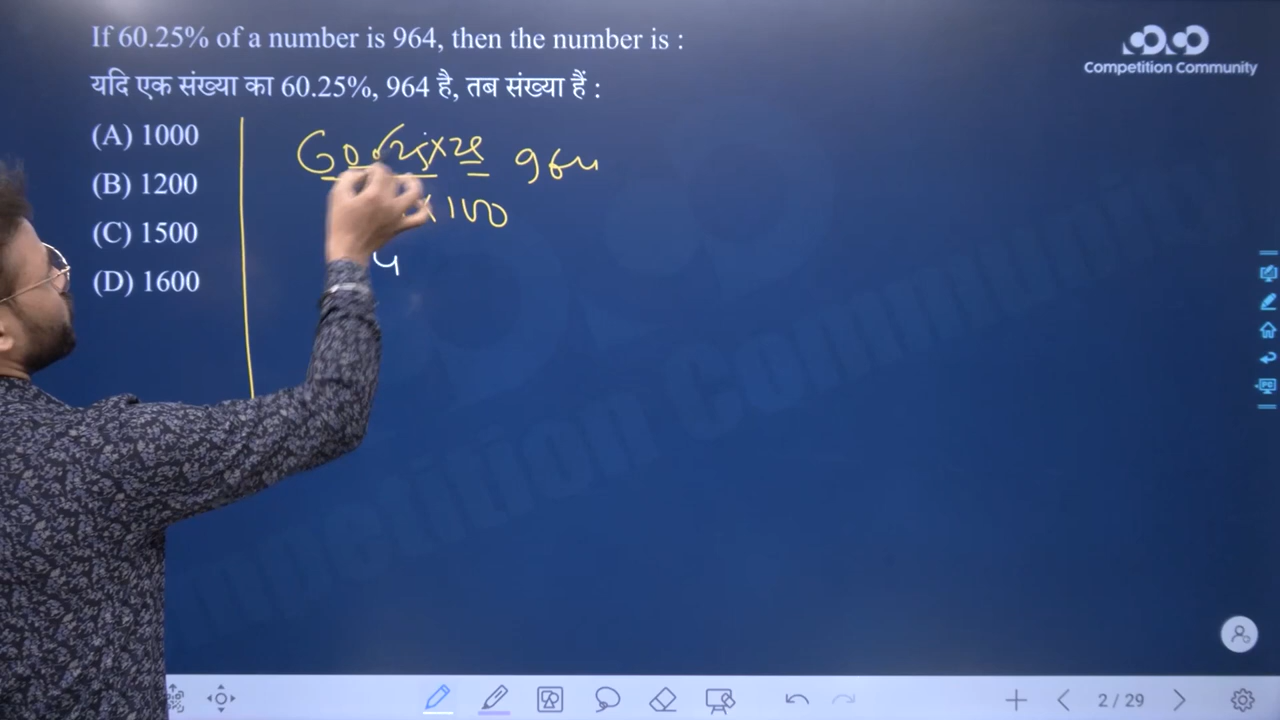 If 60.25% of a number is 964, then the number is :
Competition Community
यदि एक संख्या का 60.25%, 964 है, तब संख्या हैं :
(A) 1000
(B) 1200
(C) 1500
(D) 1600
964
×100
4
2 / 29